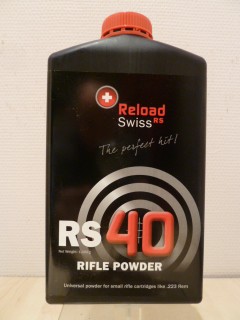 Reload
Swiss RS
The perfect hit!
RS 40
RIFLE POWDER
Universal powder for small rifle cartridges like .223 Rem